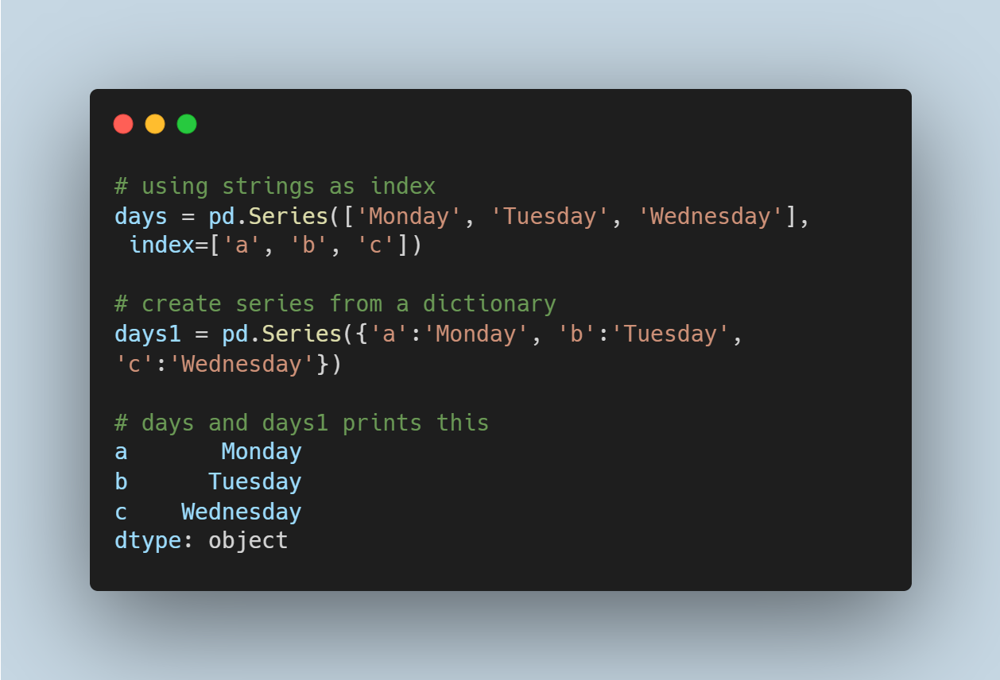 # using strings as index
days = pd.Series(['Monday', 'Tuesday', 'Wednesday'],
 index=['a', 'b', 'c'])

# create series from a dictionary
days1 = pd.Series({'a':'Monday', 'b':'Tuesday',
'c':'Wednesday'})

# days and days1 prints this
a       Monday
b      Tuesday
c    Wednesday
dtype: object